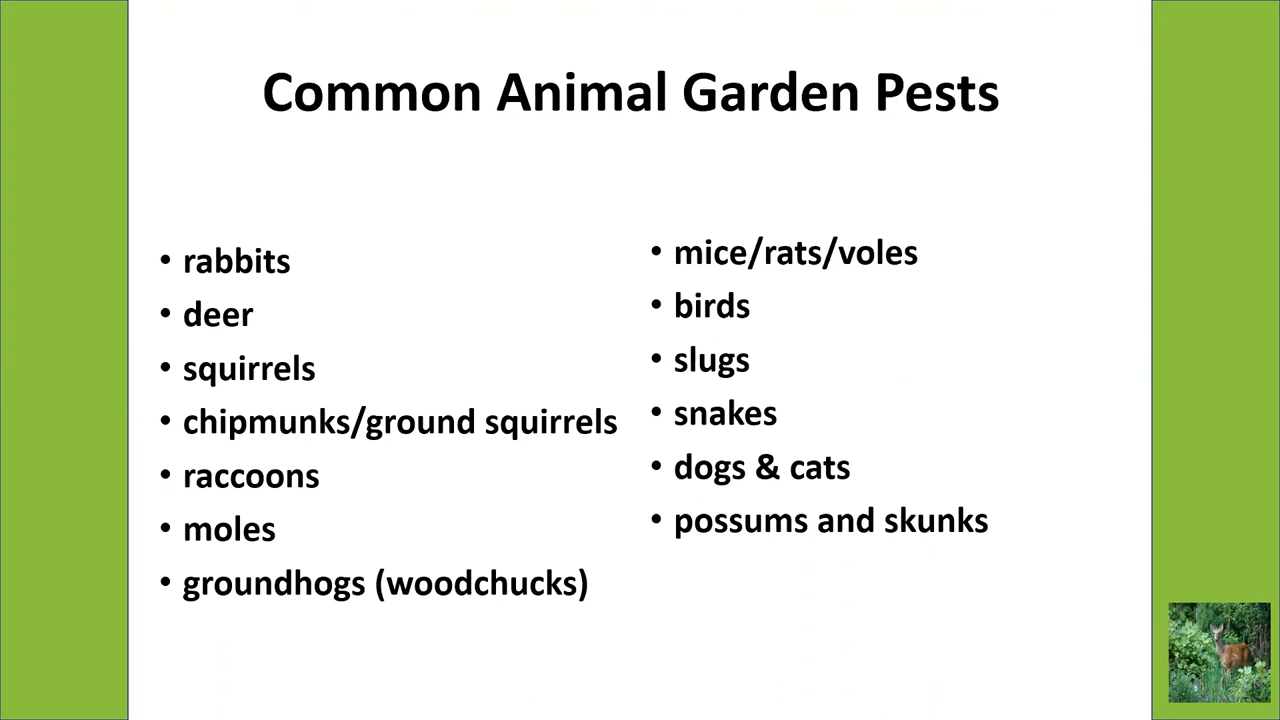 Common Animal Garden Pests
• rabbits
• deer
• squirrels
• chipmunks/ground squirrels
• raccoons
• moles
• groundhogs (woodchucks)
• mice/rats/voles
• birds
• slugs
• snakes
• dogs & cats
• possums and skunks